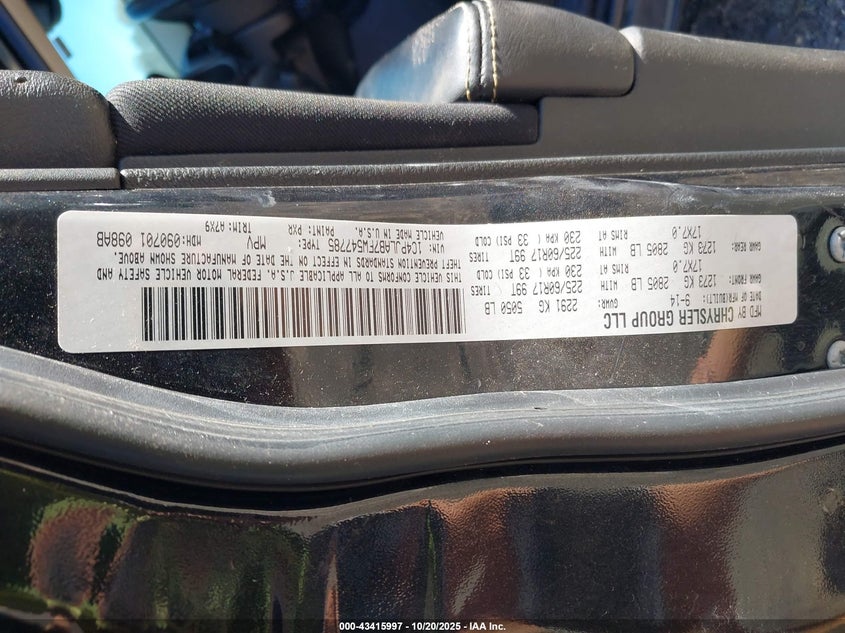 MFD BY CHRYSLER GROUP LLC
DATE OF MFR(BUILT): 9-14 GVWR: 2291 KG 5050 LB
GAWR FRONT: 1273 KG 2805 LB WITH 225/60R17 99T TIRES
17X7.0 RIMS AT 230 KPA ( 33 PSI) COLD
GAWR REAR: 1273 KG 2805 LB WITH 225/60R17 99T TIRES
17X7.0 RIMS AT 230 KPA ( 33 PSI) COLD
THIS VEHICLE CONFORMS TO ALL APPLICABLE U.S.A. FEDERAL MOTOR VEHICLE SAFETY AND
THEFT PREVENTION STANDARDS IN EFFECT ON THE DATE OF MANUFACTURE SHOWN ABOVE.
VIN: 1C4PJLAB7FW547785 TYPE: MPV MDH:090701 098AB
VEHICLE MADE IN U.S.A. PAINT: PXR TRIM:A7X9
000-43415997 - 10/20/2025 - IAA Inc.